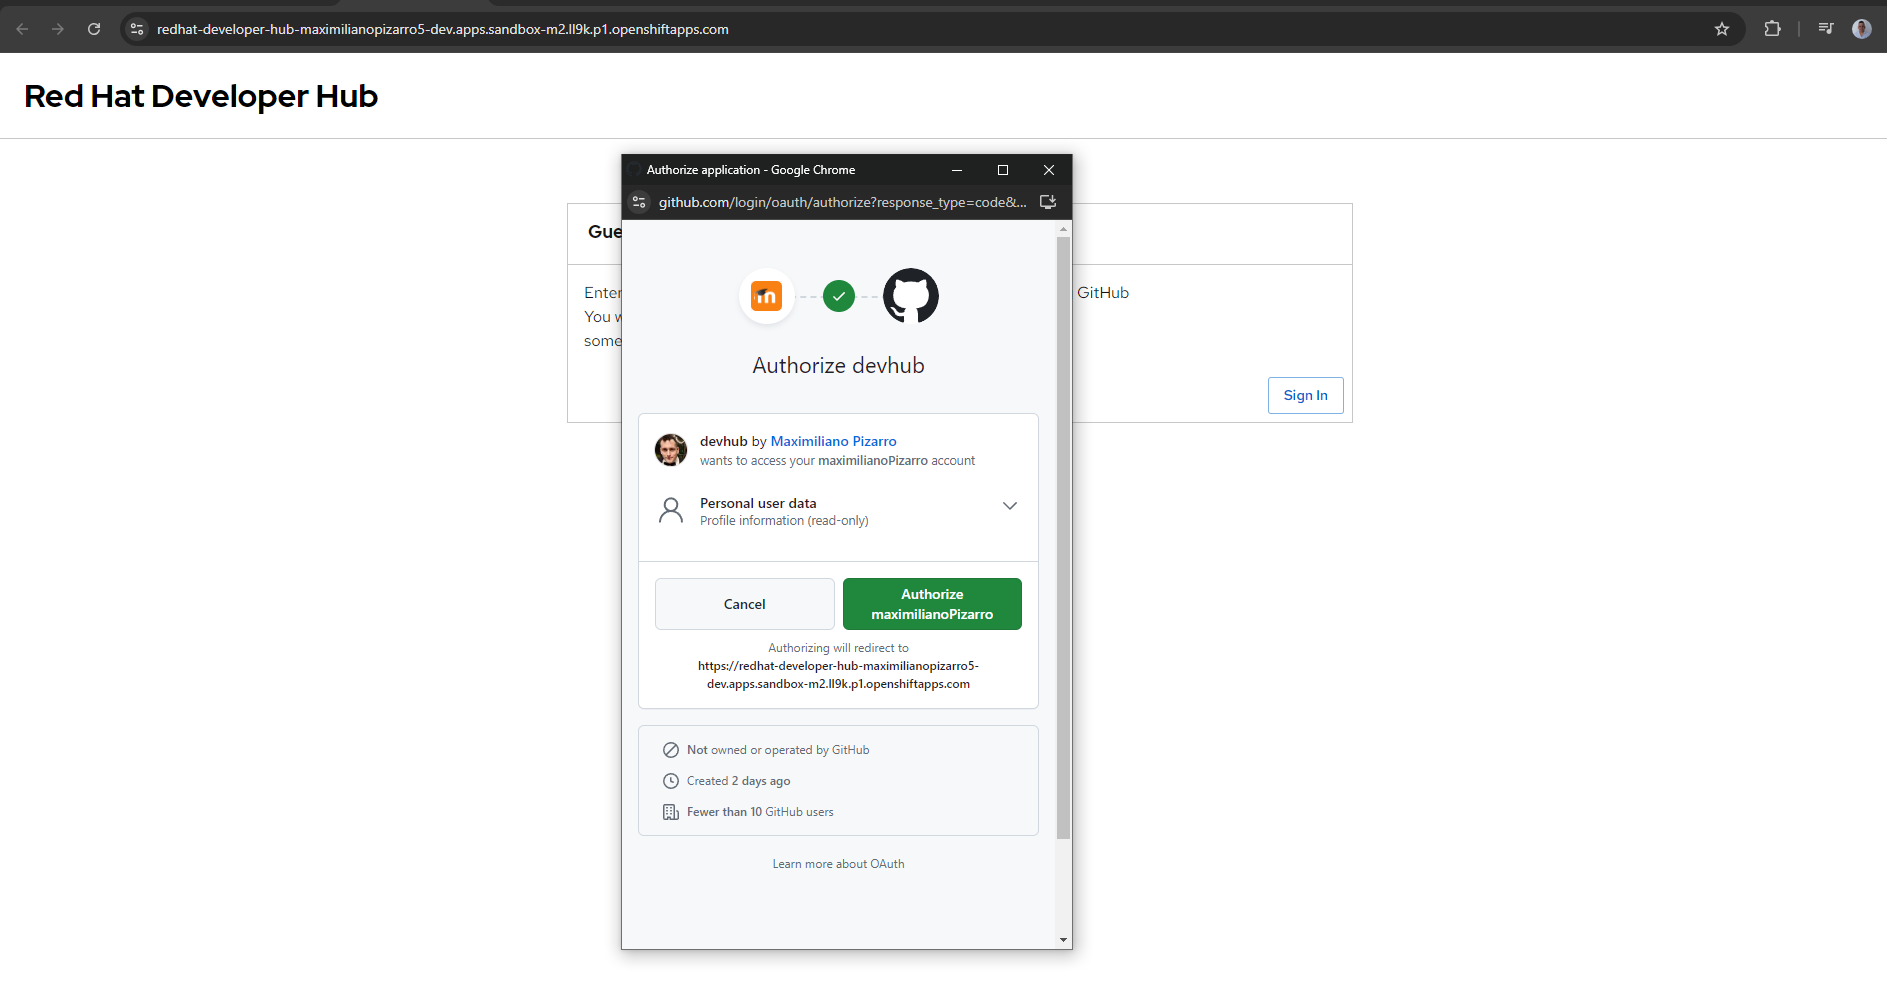 redhat-developer-hub-maximilianopizarro5-dev.apps.sandbox-m2.ll9k.p1.openshiftapps.com
Red Hat Developer Hub
Authorize application - Google Chrome
github.com/login/oauth/authorize?response_type=code&...
Gue
Enter
You w
some
GitHub
Sign In
m
Authorize devhub
devhub by Maximiliano Pizarro
wants to access your maximilianoPizarro account
Personal user data
Profile information (read-only)
Cancel
Authorize
maximilianoPizarro
Authorizing will redirect to
https://redhat-developer-hub-maximilianopizarro5-
dev.apps.sandbox-m2.ll9k.p1.openshiftapps.com
Not owned or operated by GitHub
Created 2 days ago
Fewer than 10 GitHub users
Learn more about OAuth